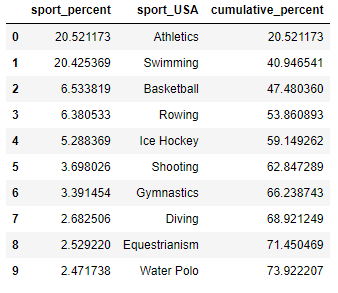 sport_percent sport_USA cumulative_percent
0 20.521173 Athletics 20.521173
1 20.425369 Swimming 40.946541
2 6.533819 Basketball 47.480360
3 6.380533 Rowing 53.860893
4 5.288369 Ice Hockey 59.149262
5 3.698026 Shooting 62.847289
6 3.391454 Gymnastics 66.238743
7 2.682506 Diving 68.921249
8 2.529220 Equestrianism 71.450469
9 2.471738 Water Polo 73.922207